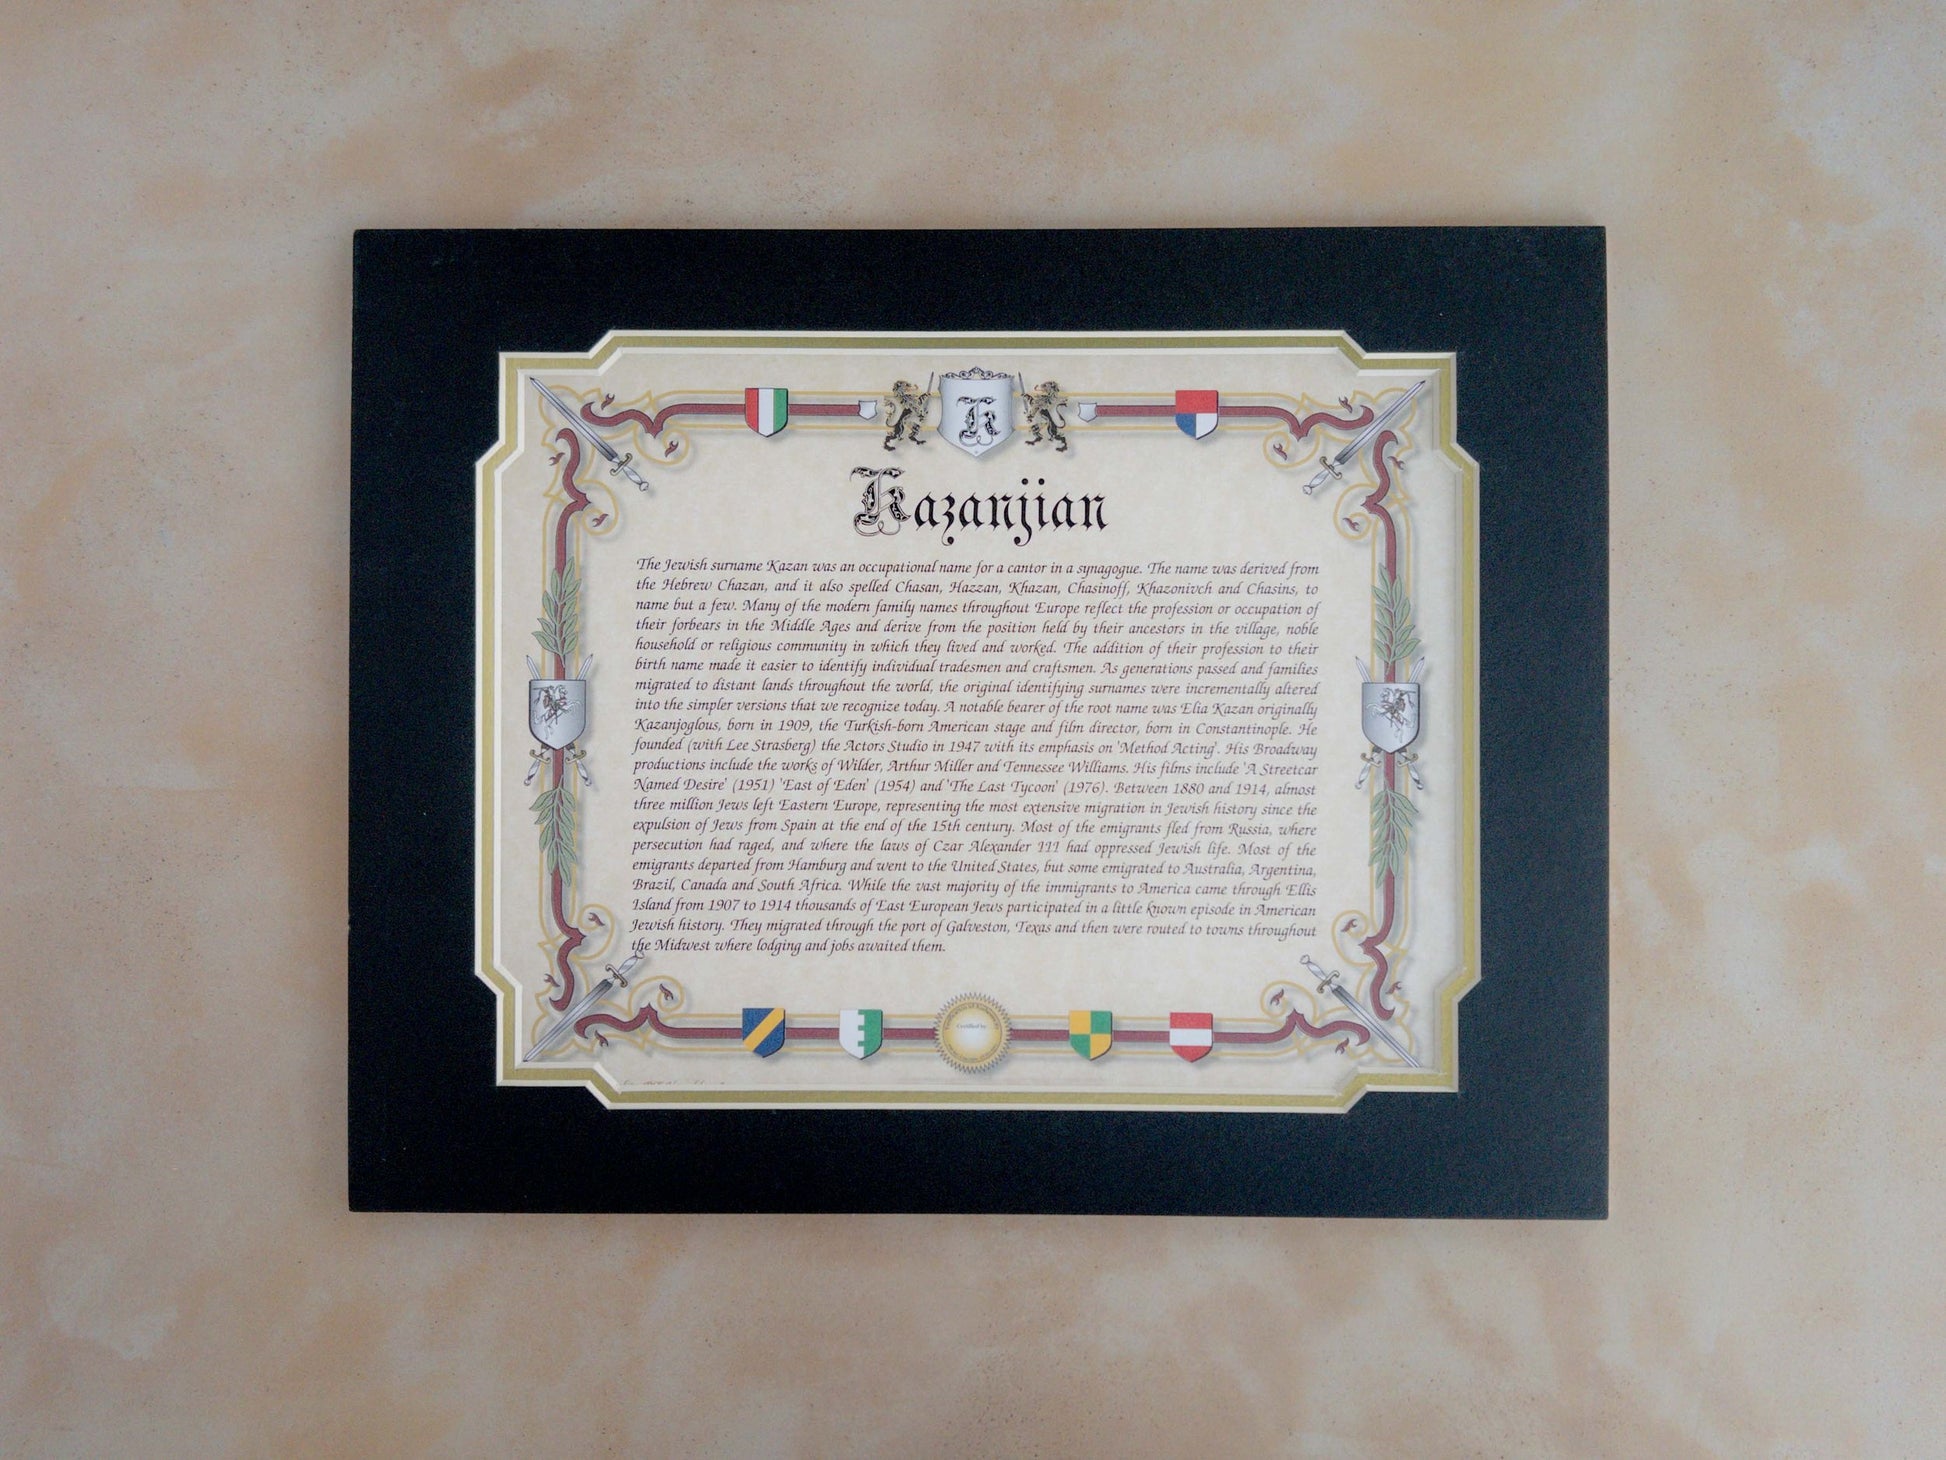 K
Kazanjian
The Jewish surname Kazan was an occupational name for a cantor in a synagogue. The name was derived from
the Hebrew Chazan, and it also spelled Chasan, Hazzan, Khazan, Chasinoff, Khazonivch and Chasins, to
name but a few. Many of the modern family names throughout Europe reflect the profession or occupation of
their forbears in the Middle Ages and derive from the position held by their ancestors in the village, noble
household or religious community in which they lived and worked. The addition of their profession to their
birth name made it easier to identify individual tradesmen and craftsmen. As generations passed and families
migrated to distant lands throughout the world, the original identifying surnames were incrementally altered
into the simpler versions that we recognize today. A notable bearer of the root name was Elia Kazan originally
Kazanjoglous, born in 1909, the Turkish-born American stage and film director, born in Constantinople. He
founded (with Lee Strasberg) the Actors Studio in 1947 with its emphasis on 'Method Acting'. His Broadway
productions include the works of Wilder, Arthur Miller and Tennessee Williams. His films include 'A Streetcar
Named Desire' (1951) 'East of Eden' (1954) and 'The Last Tycoon' (1976). Between 1880 and 1914, almost
three million Jews left Eastern Europe, representing the most extensive migration in Jewish history since the
expulsion of Jews from Spain at the end of the 15th century. Most of the emigrants fled from Russia, where
persecution had raged, and where the laws of Czar Alexander III had oppressed Jewish life. Most of the
emigrants departed from Hamburg and went to the United States, but some emigrated to Australia, Argentina,
Brazil, Canada and South Africa. While the vast majority of the immigrants to America came through Ellis
Island from 1907 to 1914 thousands of East European Jews participated in a little known episode in American
Jewish history. They migrated through the port of Galveston, Texas and then were routed to towns throughout
the Midwest where lodging and jobs awaited them.
Certified by